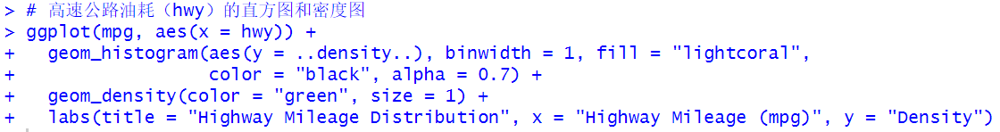 > # 高速公路油耗（hwy）的直方图和密度图
> ggplot(mpg, aes(x = hwy)) +
+   geom_histogram(aes(y = ..density..), binwidth = 1, fill = "lightcoral",
+                  color = "black", alpha = 0.7) +
+   geom_density(color = "green", size = 1) +
+   labs(title = "Highway Mileage Distribution", x = "Highway Mileage (mpg)", y = "Density")